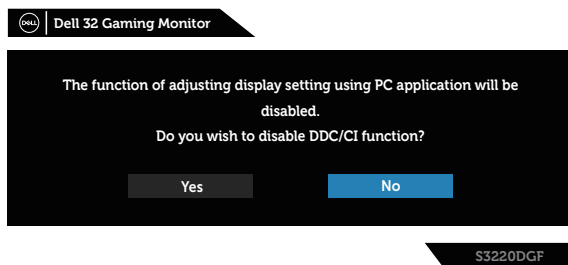 DELL
Dell 32 Gaming Monitor
The function of adjusting display setting using PC application will be
disabled.
Do you wish to disable DDC/CI function?
Yes
No
S3220DGF